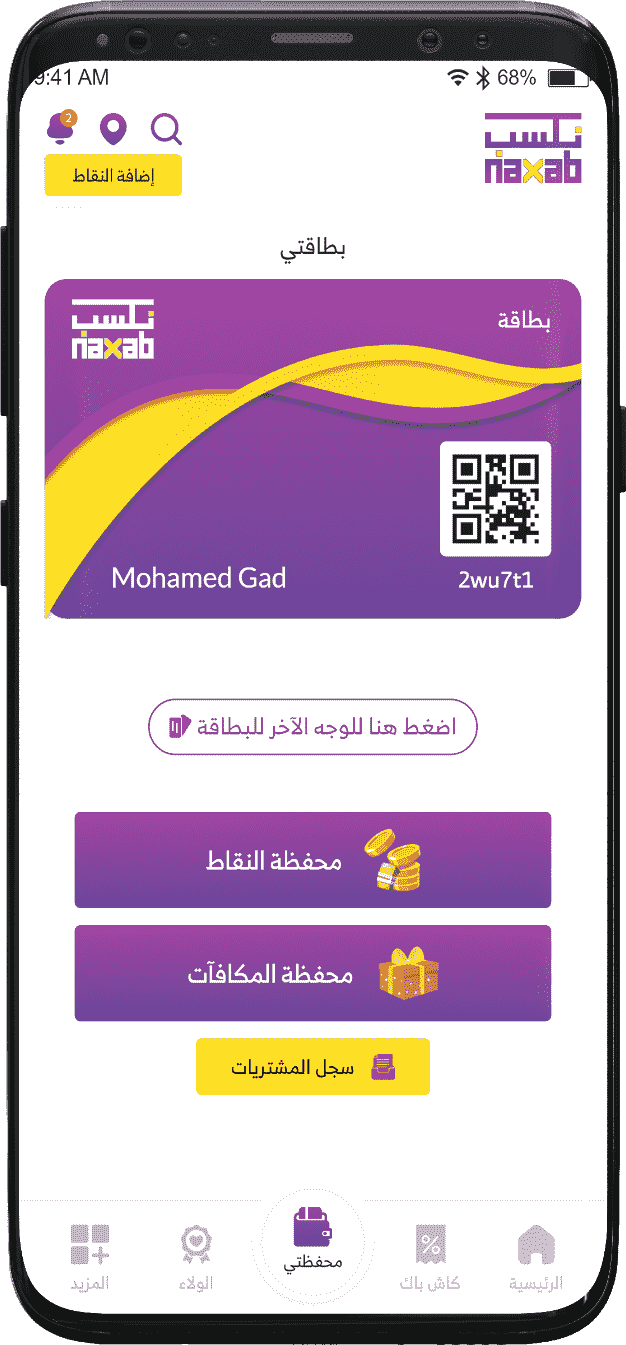 9:41 AM
68%
2
نكسب
naxab
إضافة النقاط
بطاقتي
نكسب
naxab
بطاقة
Mohamed Gad
2wu7t1
اضغط هنا للوجه الآخر للبطاقة
محفظة النقاط
محفظة المكافآت
سجل المشتريات
الرئيسية
كاش باك
محفظتي
الولاء
المزيد